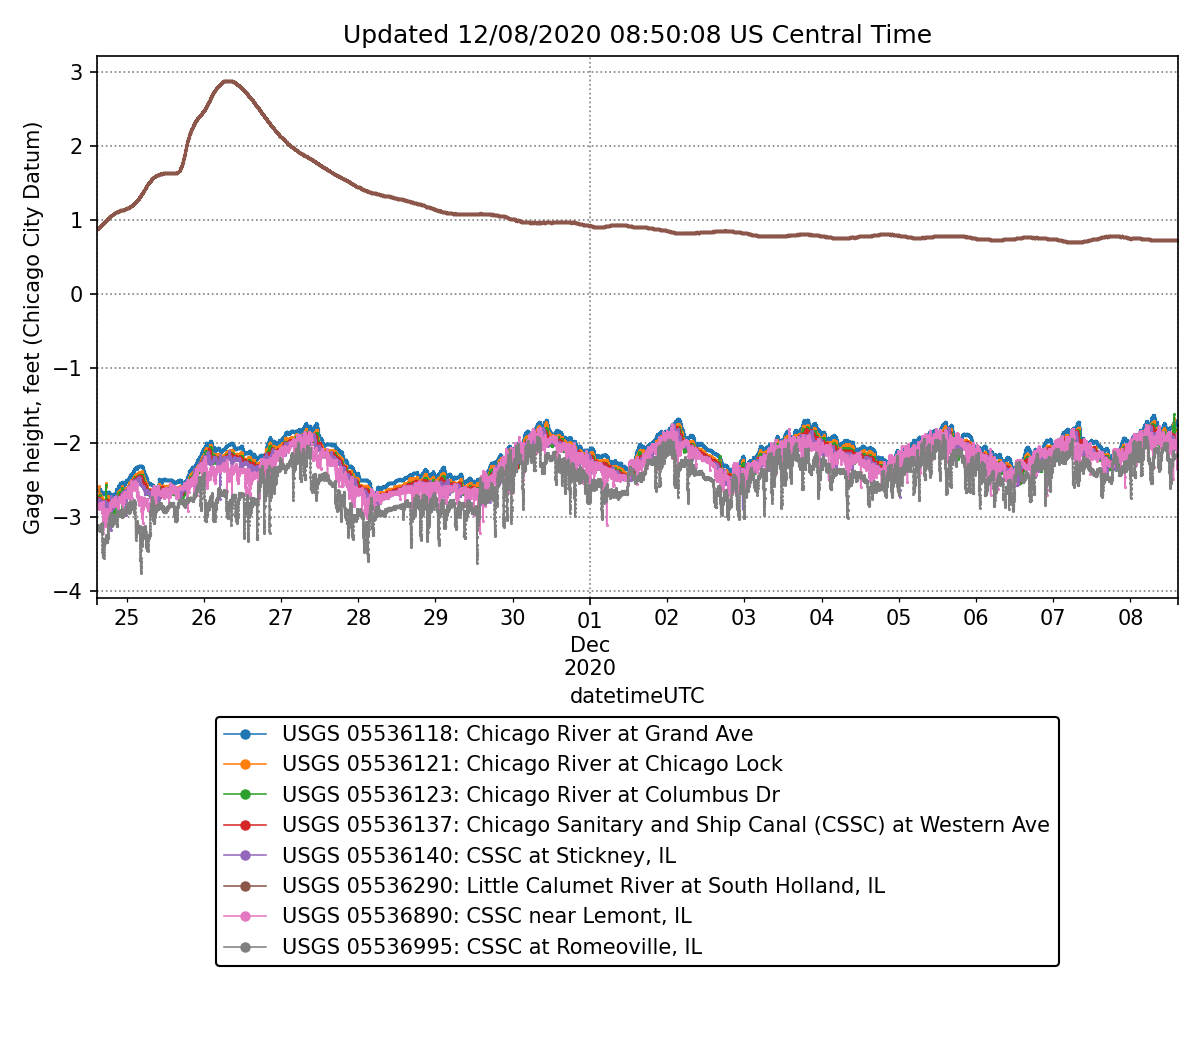 Updated 12/08/2020 08:50:08 US Central Time
Gage height, feet (Chicago City Datum)
3
2
1
0
−1
−2
−3
−4
25 26 27 28 29 30 01 02 03 04 05 06 07 08
Dec
2020
datetimeUTC
USGS 05536118: Chicago River at Grand Ave
USGS 05536121: Chicago River at Chicago Lock
USGS 05536123: Chicago River at Columbus Dr
USGS 05536137: Chicago Sanitary and Ship Canal (CSSC) at Western Ave
USGS 05536140: CSSC at Stickney, IL
USGS 05536290: Little Calumet River at South Holland, IL
USGS 05536890: CSSC near Lemont, IL
USGS 05536995: CSSC at Romeoville, IL